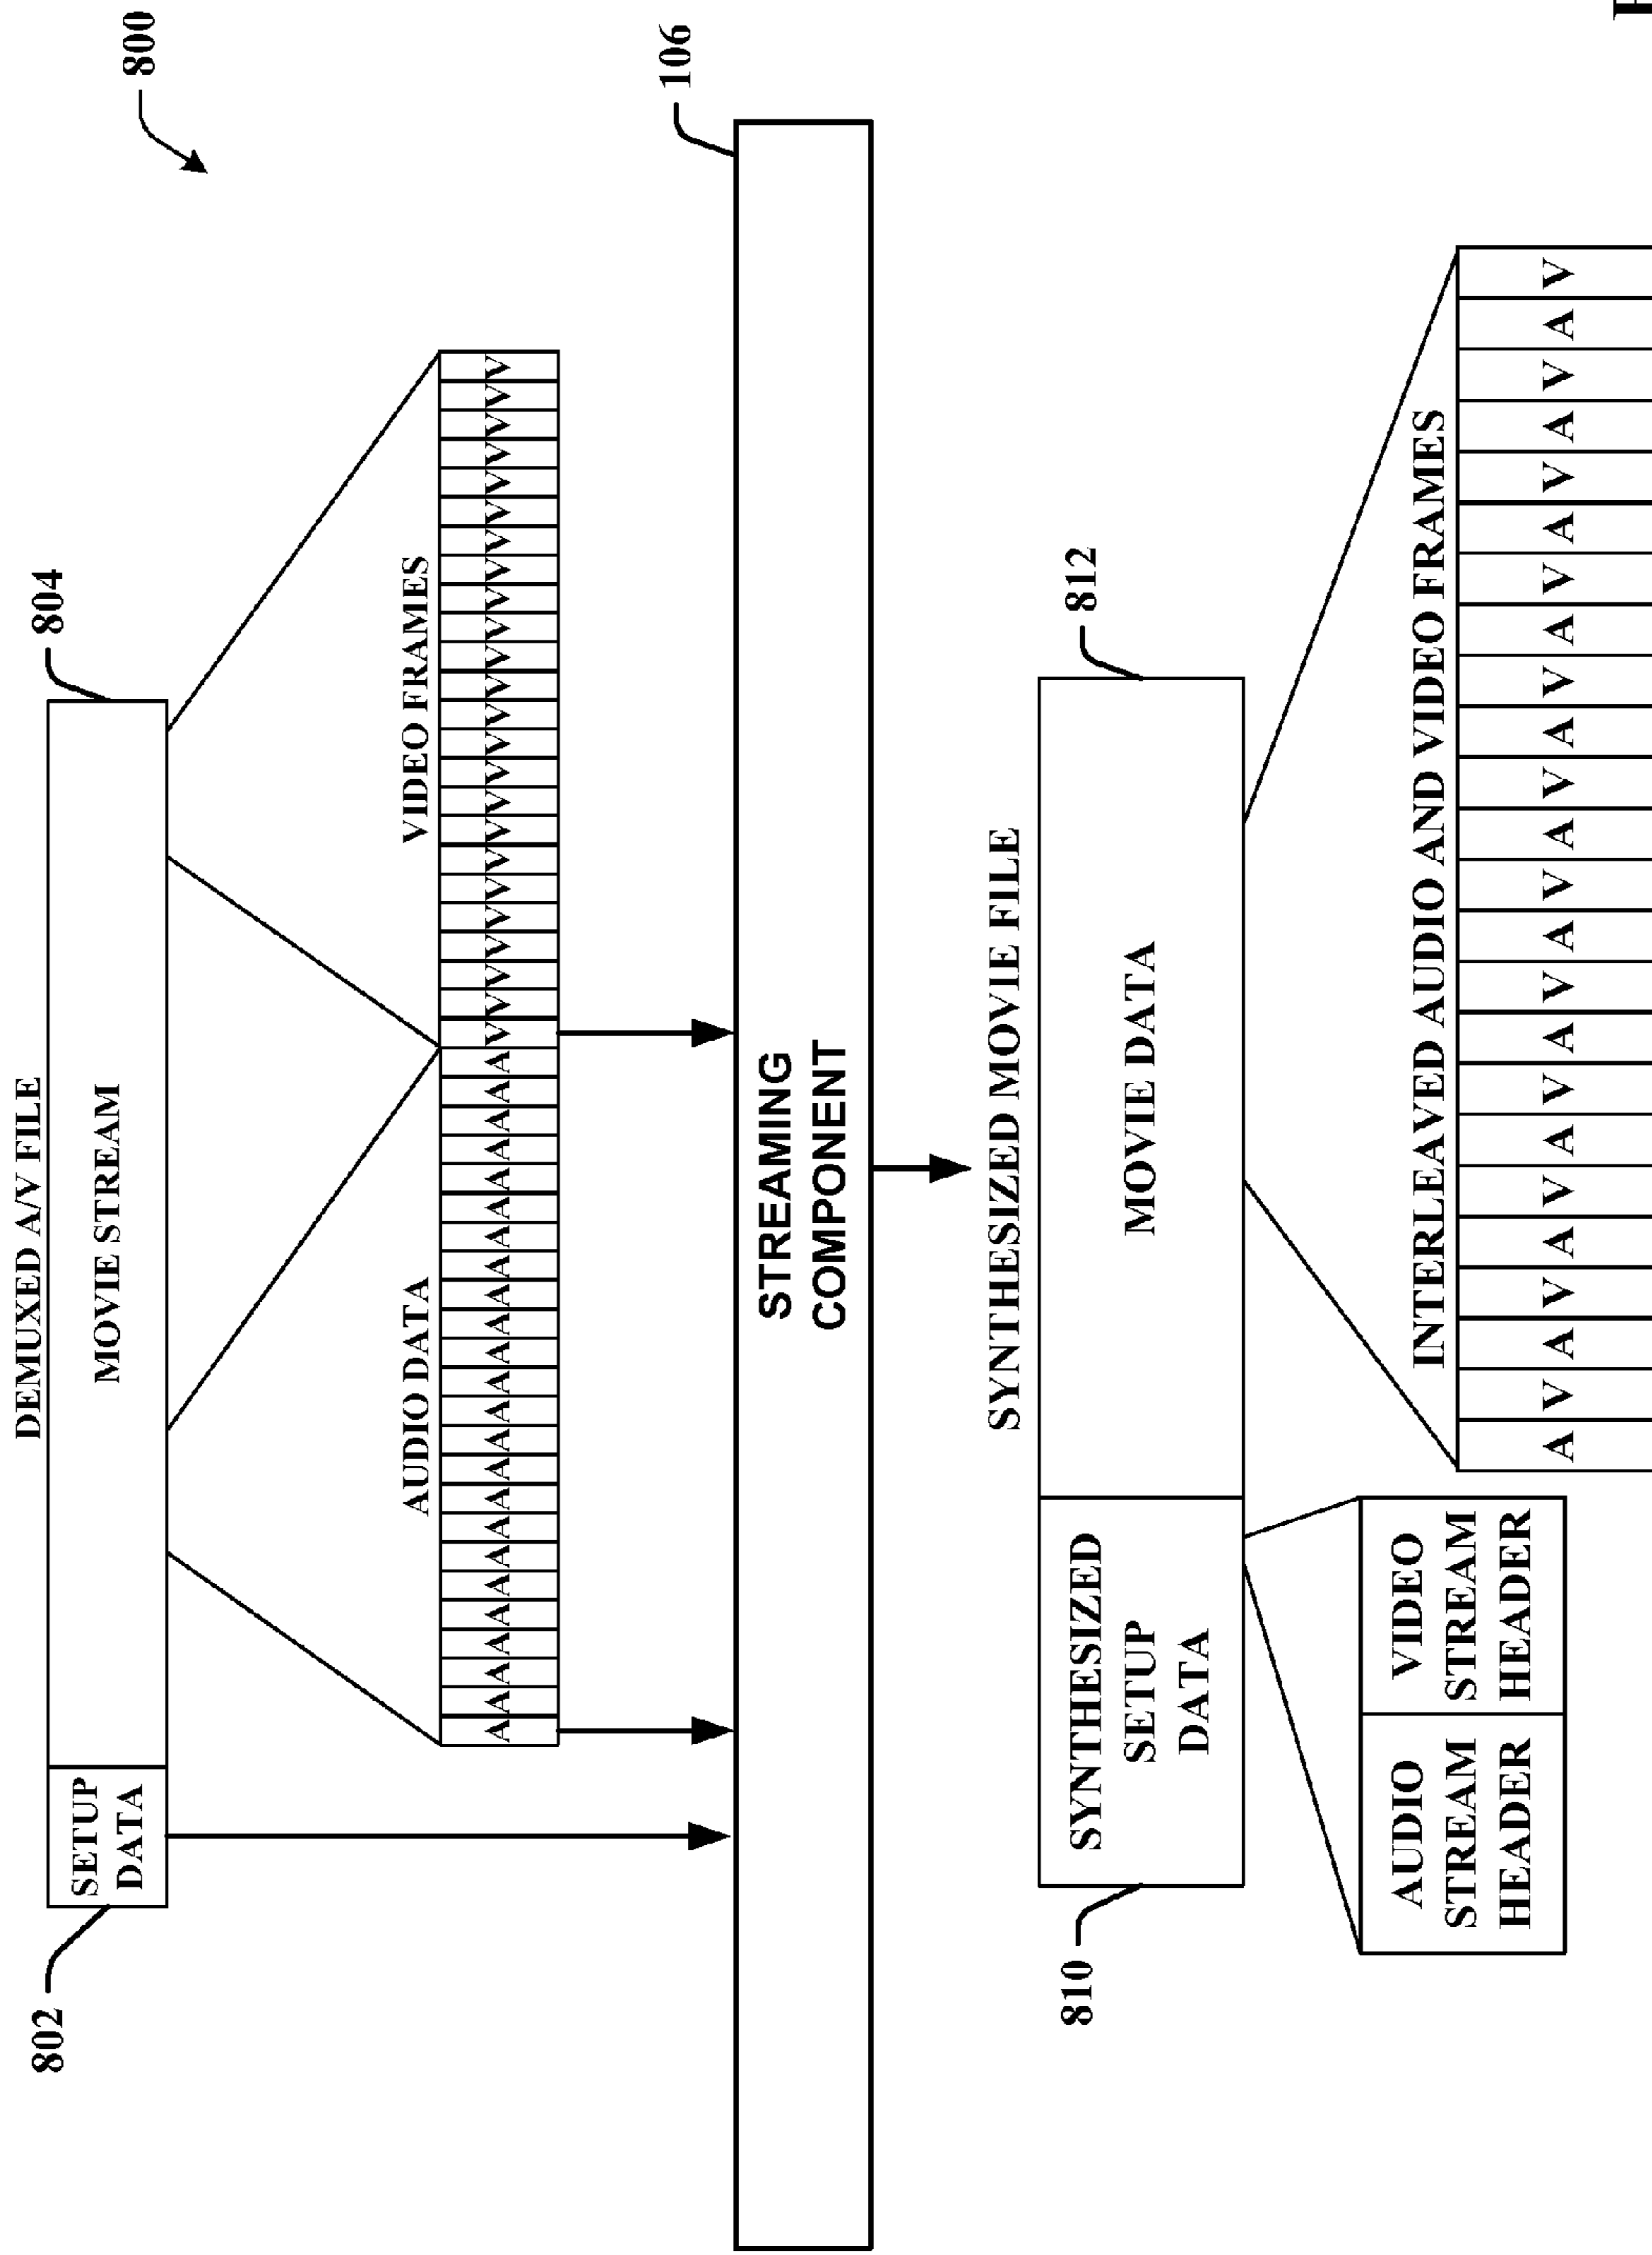 DEMUXED A/V FILE
802
804
SETUP
DATA
MOVIE STREAM
800
AUDIO DATA
VIDEO FRAMES
A A A A A A A A A A A A A A A A A A A A A A A A V V V V V V V V V V V V V V V V V V V V V V V V
106
STREAMING
COMPONENT
SYNTHESIZED MOVIE FILE
810
812
SYNTHESIZED
SETUP
DATA
MOVIE DATA
AUDIO
STREAM
HEADER
VIDEO
STREAM
HEADER
INTERLEAVED AUDIO AND VIDEO FRAMES
A V A V A V A V A V A V A V A V A V A V A V A V